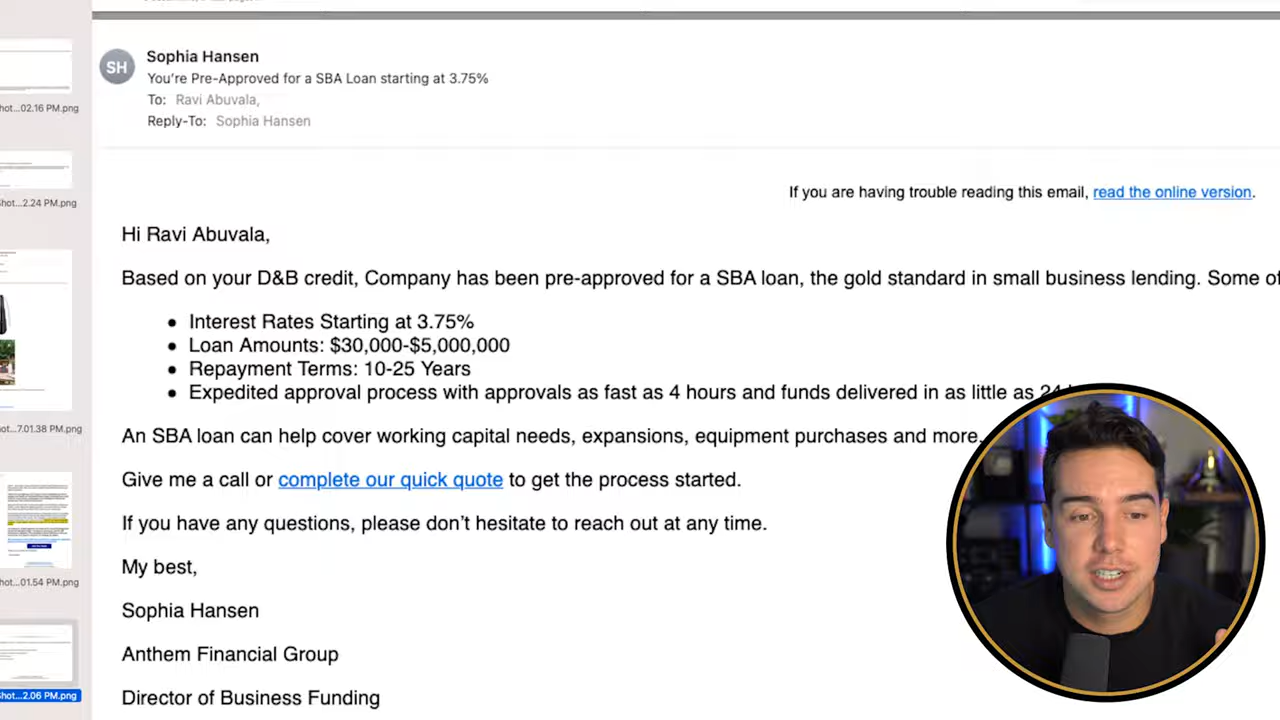 Sophia Hansen
SH
You're Pre-Approved for a SBA Loan starting at 3.75%
To: Ravi Abuvala,
Reply-To: Sophia Hansen
If you are having trouble reading this email, read the online version.
Hi Ravi Abuvala,
Based on your D&B credit, Company has been pre-approved for a SBA loan, the gold standard in small business lending. Some of
• Interest Rates Starting at 3.75%
• Loan Amounts: $30,000-$5,000,000
• Repayment Terms: 10-25 Years
• Expedited approval process with approvals as fast as 4 hours and funds delivered in as little as 24
An SBA loan can help cover working capital needs, expansions, equipment purchases and more.
Give me a call or complete our quick quote to get the process started.
If you have any questions, please don't hesitate to reach out at any time.
My best,
Sophia Hansen
Anthem Financial Group
Director of Business Funding
hot...02.16 PM.png
hot...2.24 PM.png
hot...7.01.38 PM.png
hot...01.54 PM.png
hot...2.06 PM.png